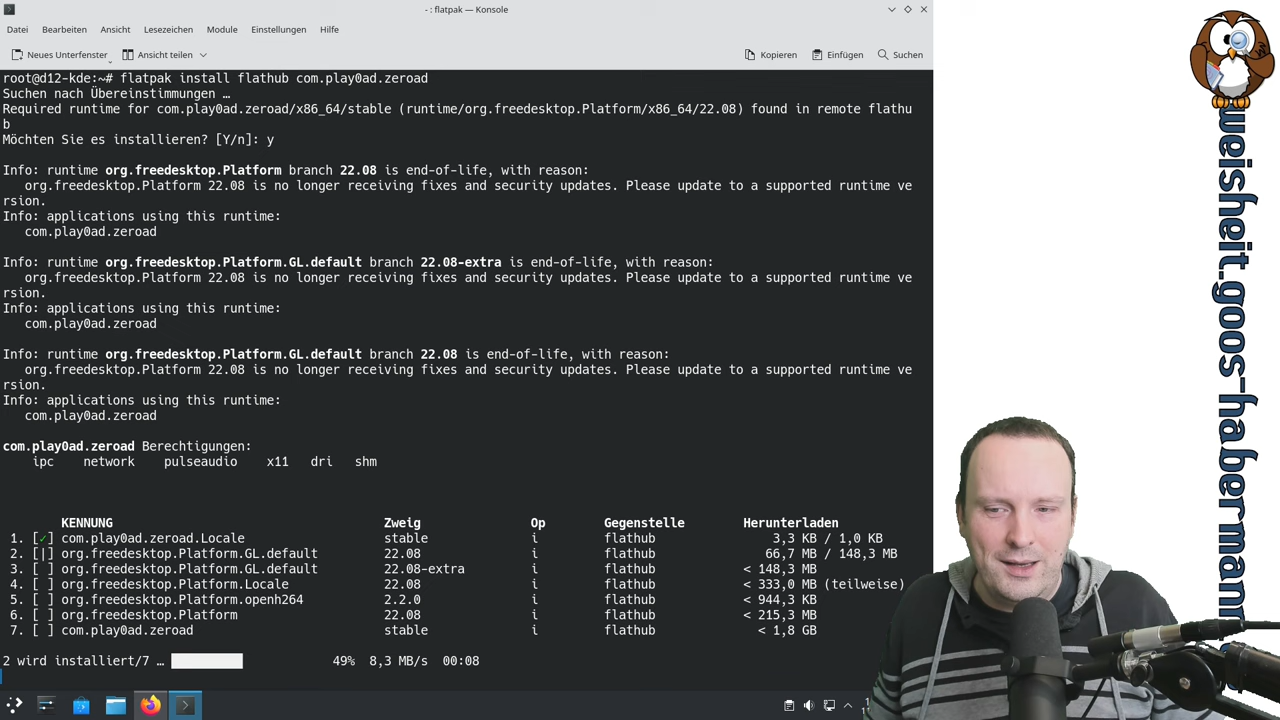 - : flatpak — Konsole
Datei Bearbeiten Ansicht Lesezeichen Module Einstellungen Hilfe
Neues Unterfenster Ansicht teilen Kopieren Einfügen Suchen
root@d12-kde:~# flatpak install flathub com.play0ad.zeroad
Suchen nach Übereinstimmungen …
Required runtime for com.play0ad.zeroad/x86_64/stable (runtime/org.freedesktop.Platform/x86_64/22.08) found in remote flathu
b
Möchten Sie es installieren? [Y/n]: y
Info: runtime org.freedesktop.Platform branch 22.08 is end-of-life, with reason:
org.freedesktop.Platform 22.08 is no longer receiving fixes and security updates. Please update to a supported runtime ve
rsion.
Info: applications using this runtime:
com.play0ad.zeroad
Info: runtime org.freedesktop.Platform.GL.default branch 22.08-extra is end-of-life, with reason:
org.freedesktop.Platform 22.08 is no longer receiving fixes and security updates. Please update to a supported runtime ve
rsion.
Info: applications using this runtime:
com.play0ad.zeroad
Info: runtime org.freedesktop.Platform.GL.default branch 22.08 is end-of-life, with reason:
org.freedesktop.Platform 22.08 is no longer receiving fixes and security updates. Please update to a supported runtime ve
rsion.
Info: applications using this runtime:
com.play0ad.zeroad
com.play0ad.zeroad Berechtigungen:
ipc network pulseaudio x11 dri shm
KENNUNG Zweig Op Gegenstelle Herunterladen
1. [✓] com.play0ad.zeroad.Locale stable i flathub 3,3 KB / 1,0 KB
2. [|] org.freedesktop.Platform.GL.default 22.08 i flathub 66,7 MB / 148,3 MB
3. [ ] org.freedesktop.Platform.GL.default 22.08-extra i flathub < 148,3 MB
4. [ ] org.freedesktop.Platform.Locale 22.08 i flathub < 333,0 MB (teilweise)
5. [ ] org.freedesktop.Platform.openh264 2.2.0 i flathub < 944,3 KB
6. [ ] org.freedesktop.Platform 22.08 i flathub
7. [ ] com.play0ad.zeroad stable i flathub
2 wird installiert/7 … 49% 8,3 MB/s 00:08